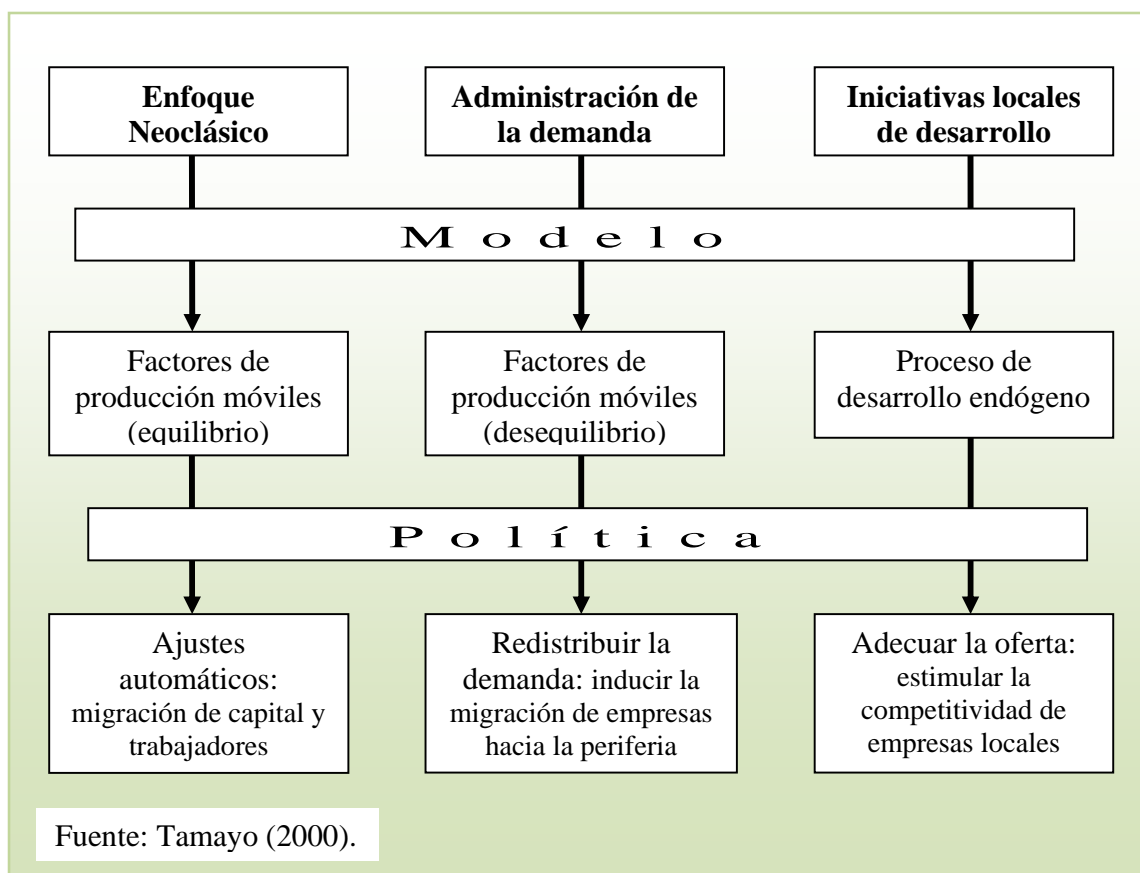 Enfoque
Neoclásico
Administración de
la demanda
Iniciativas locales
de desarrollo
Modelo
Factores de
producción móviles
(equilibrio)
Factores de
producción móviles
(desequilibrio)
Proceso de
desarrollo endógeno
Política
Ajustes
automáticos:
migración de capital y
trabajadores
Redistribuir la
demanda: inducir la
migración de empresas
hacia la periferia
Adecuar la oferta:
estimular la
competitividad de
empresas locales
Fuente: Tamayo (2000).